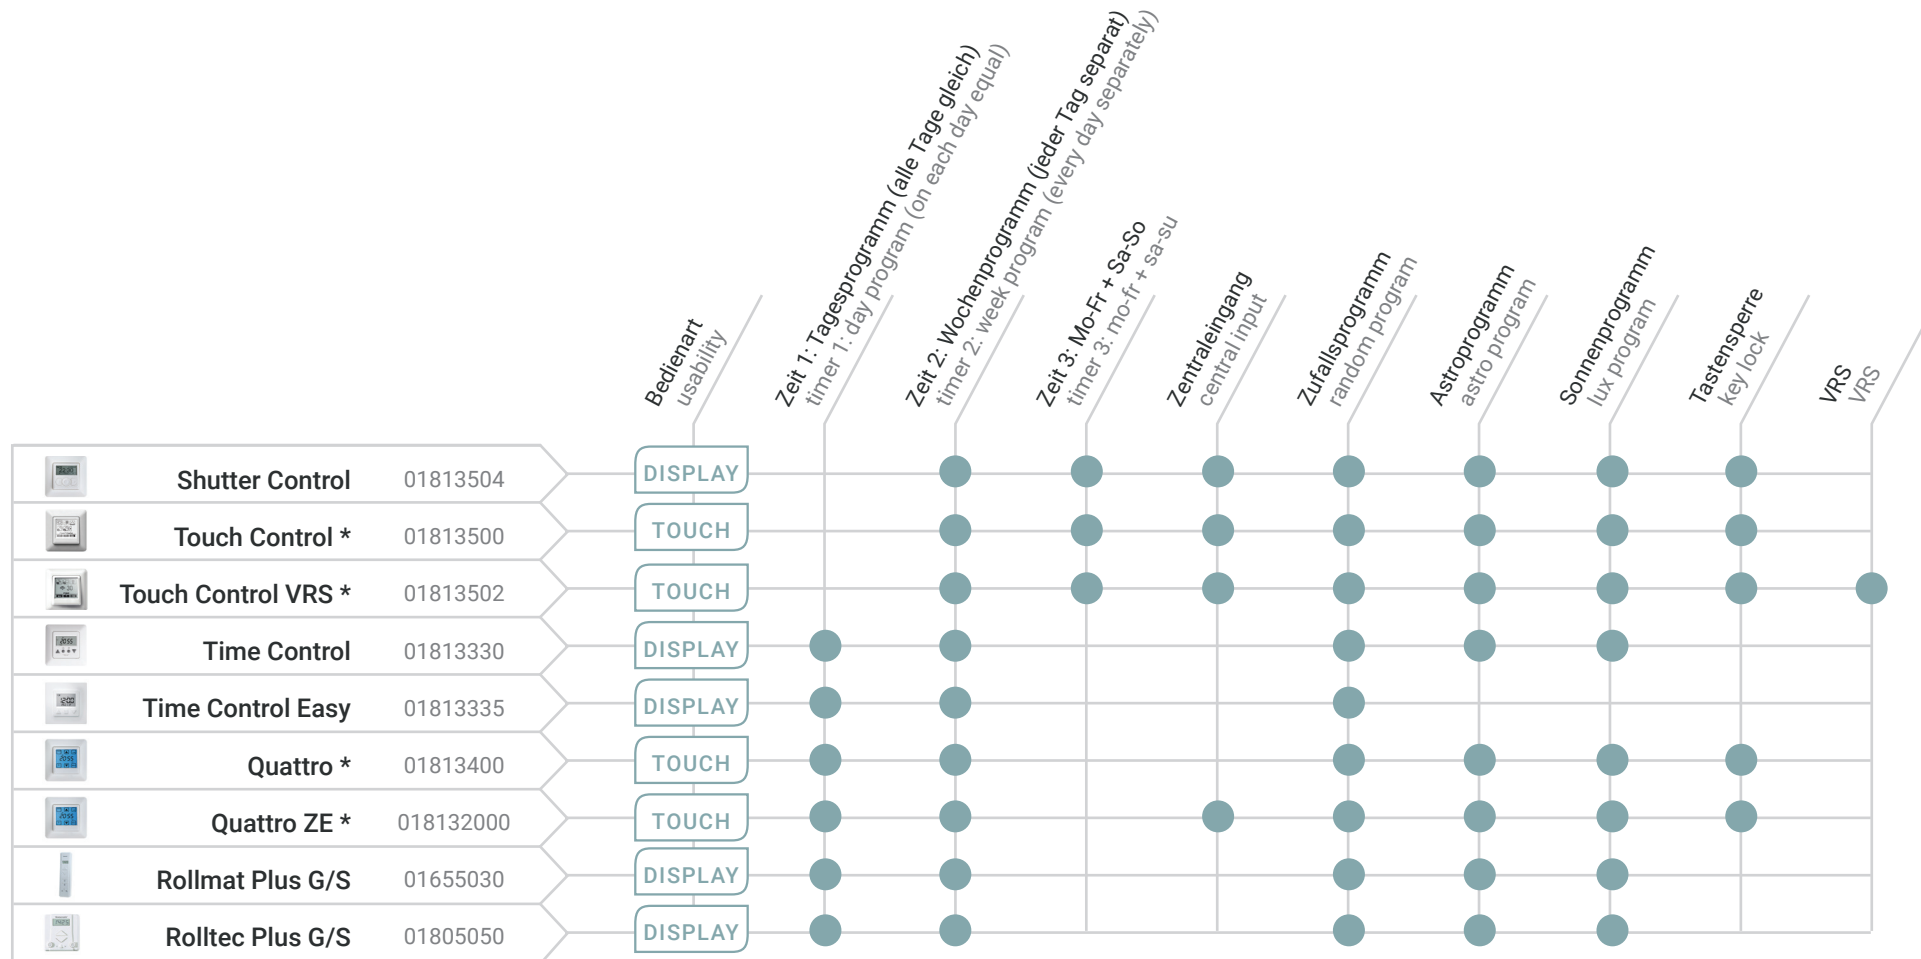 Bedienart
usability
Zeit 1: Tagesprogramm (alle Tage gleich)
timer 1: day program (on each day equal)
Zeit 2: Wochenprogramm (jeder Tag separat)
timer 2: week program (every day separately)
Zeit 3: Mo-Fr + Sa-So
timer 3: mo-fr + sa-su
Zentraleingang
central input
Zufallsprogramm
random program
Astroprogramm
astro program
Sonnenprogramm
lux program
Tastensperre
key lock
VRS
VRS
Shutter Control 01813504 DISPLAY
Touch Control * 01813500 TOUCH
Touch Control VRS * 01813502 TOUCH
Time Control 01813330 DISPLAY
Time Control Easy 01813335 DISPLAY
Quattro * 01813400 TOUCH
Quattro ZE * 018132000 TOUCH
Rollmat Plus G/S 01655030 DISPLAY
Rolltec Plus G/S 01805050 DISPLAY